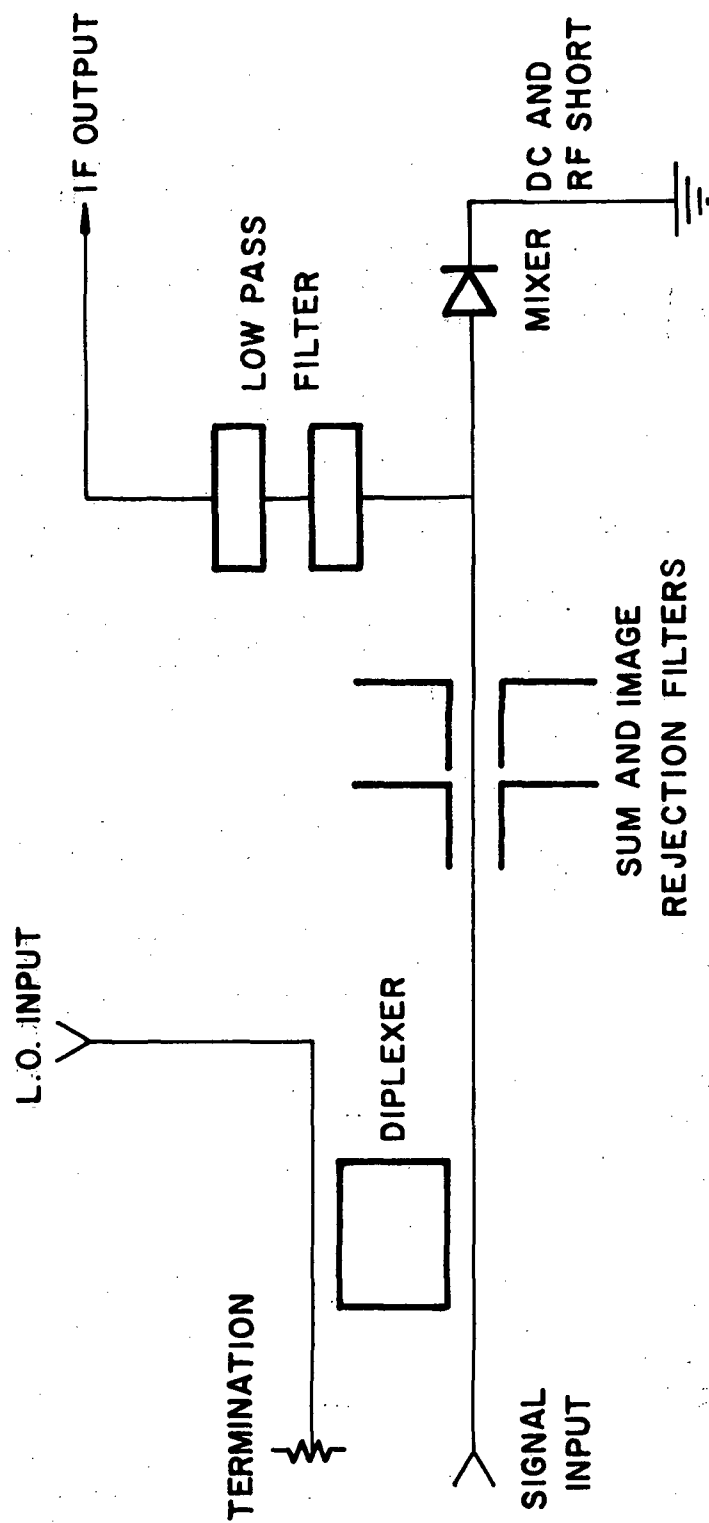 L.O. INPUT
IF OUTPUT
TERMINATION
DIPLEXER
LOW PASS
FILTER
SIGNAL
INPUT
SUM AND IMAGE
REJECTION FILTERS
MIXER
DC AND
RF SHORT